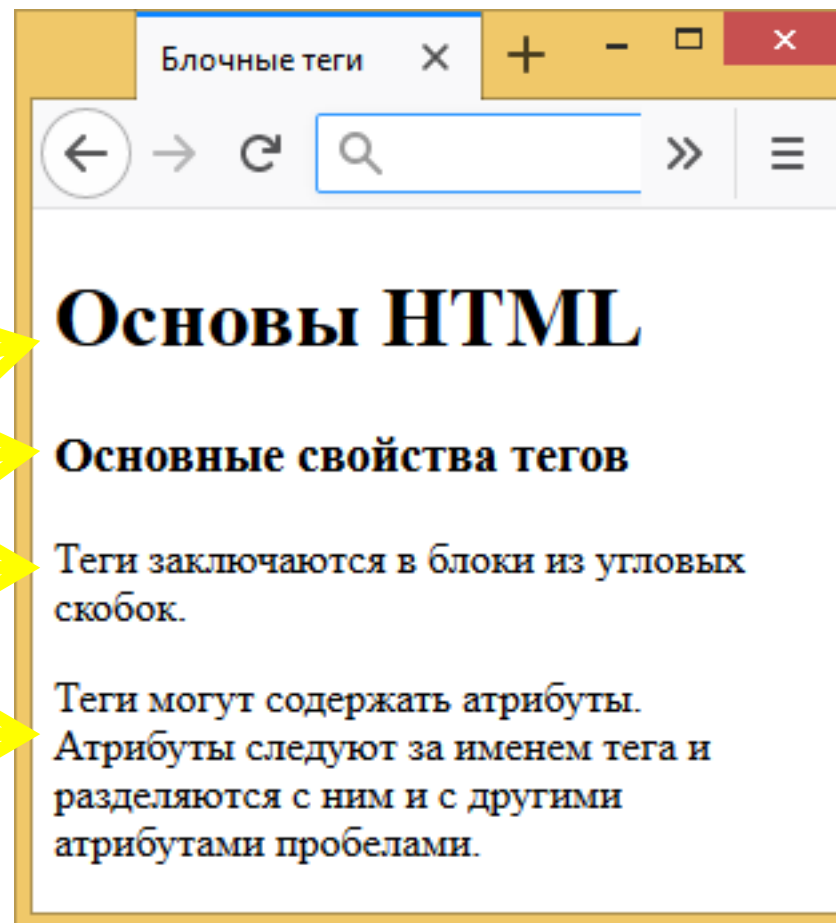 Блочные теги
Основы HTML
Основные свойства тегов
Теги заключаются в блоки из угловых
скобок.
Теги могут содержать атрибуты.
Атрибуты следуют за именем тега и
разделяются с ним и с другими
атрибутами пробелами.